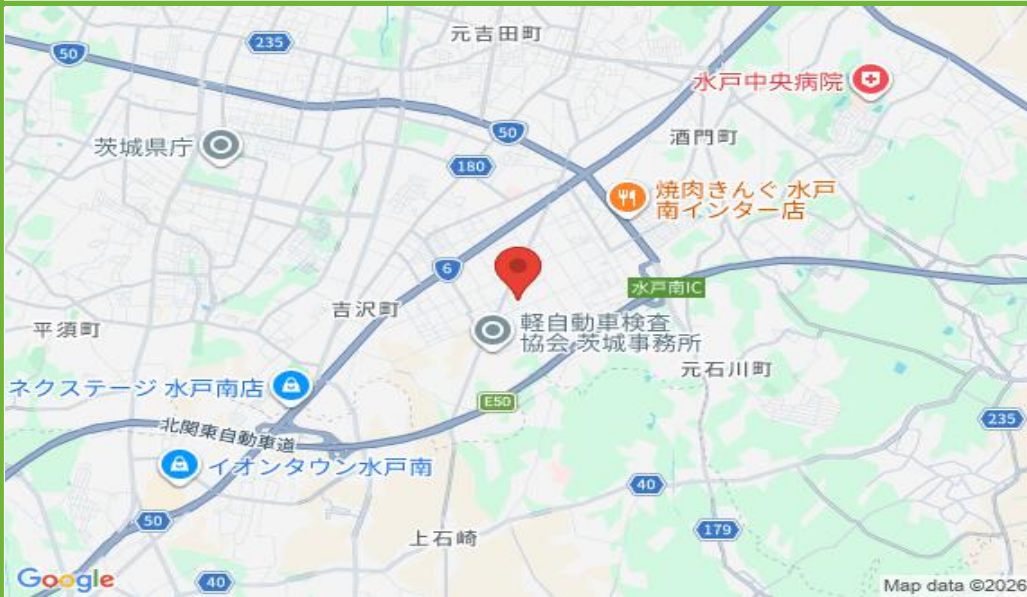 元吉田町
235
50
水戸中央病院
茨城県庁
50
酒門町
180
焼肉きんぐ 水戸
南インター店
6
水戸南IC
吉沢町
軽自動車検査
協会 茨城事務所
平須町
元石川町
ネクステージ 水戸南店
E50
235
北関東自動車道
イオンタウン水戸南
40
50
179
上石崎
40
Google
Map data ©2026